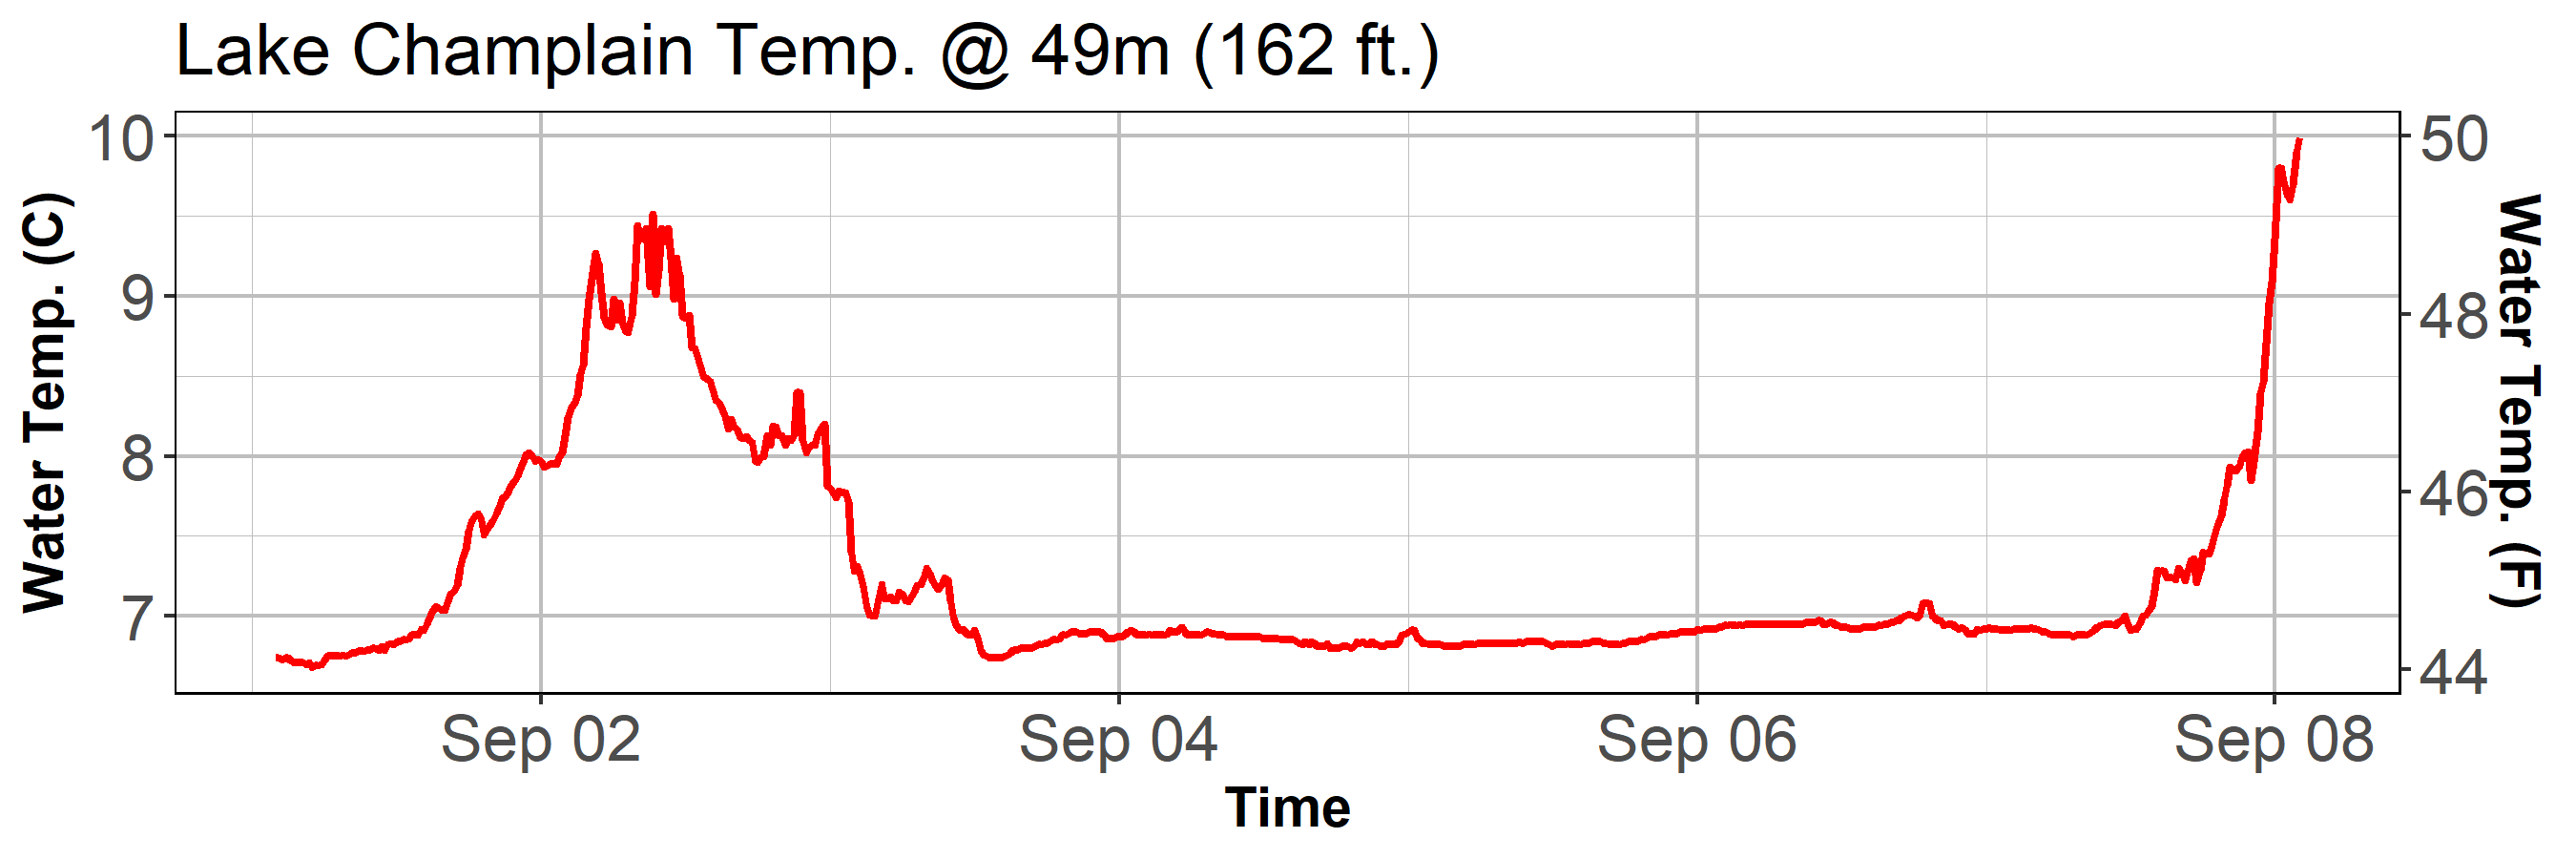 Lake Champlain Temp. @ 49m (162 ft.)
Water Temp. (C)
10
9
8
7
50
48
46
44
Water Temp. (F)
Sep 02 Sep 04 Sep 06 Sep 08
Time